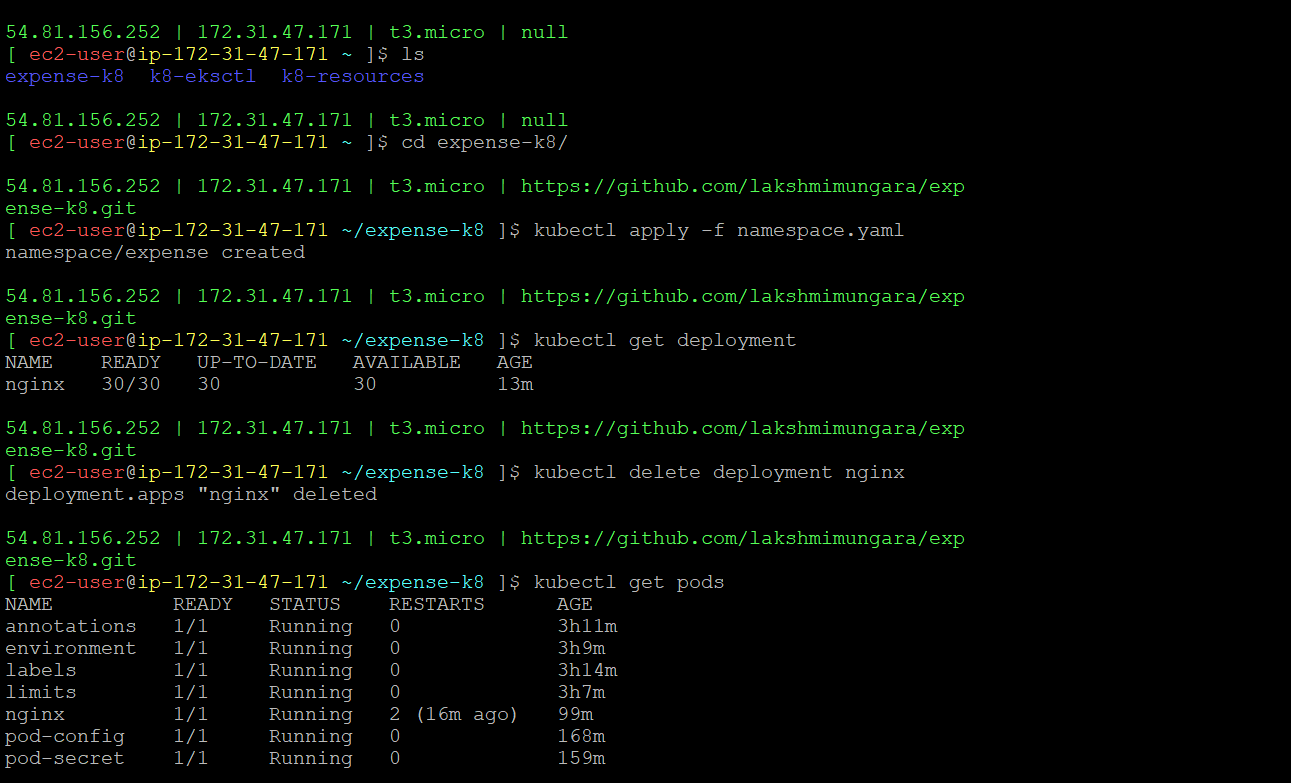 54.81.156.252 | 172.31.47.171 | t3.micro | null
[ ec2-user@ip-172-31-47-171 ~ ]$ ls
expense-k8  k8-eksctl  k8-resources
54.81.156.252 | 172.31.47.171 | t3.micro | null
[ ec2-user@ip-172-31-47-171 ~ ]$ cd expense-k8/
54.81.156.252 | 172.31.47.171 | t3.micro | https://github.com/lakshmimungara/exp
ense-k8.git
[ ec2-user@ip-172-31-47-171 ~/expense-k8 ]$ kubectl apply -f namespace.yaml
namespace/expense created
54.81.156.252 | 172.31.47.171 | t3.micro | https://github.com/lakshmimungara/exp
ense-k8.git
[ ec2-user@ip-172-31-47-171 ~/expense-k8 ]$ kubectl get deployment
NAME    READY   UP-TO-DATE   AVAILABLE   AGE
nginx   30/30   30           30          13m
54.81.156.252 | 172.31.47.171 | t3.micro | https://github.com/lakshmimungara/exp
ense-k8.git
[ ec2-user@ip-172-31-47-171 ~/expense-k8 ]$ kubectl delete deployment nginx
deployment.apps "nginx" deleted
54.81.156.252 | 172.31.47.171 | t3.micro | https://github.com/lakshmimungara/exp
ense-k8.git
[ ec2-user@ip-172-31-47-171 ~/expense-k8 ]$ kubectl get pods
NAME          READY   STATUS    RESTARTS      AGE
annotations   1/1     Running   0             3h11m
environment   1/1     Running   0             3h9m
labels        1/1     Running   0             3h14m
limits        1/1     Running   0             3h7m
nginx         1/1     Running   2 (16m ago)   99m
pod-config    1/1     Running   0             168m
pod-secret    1/1     Running   0             159m